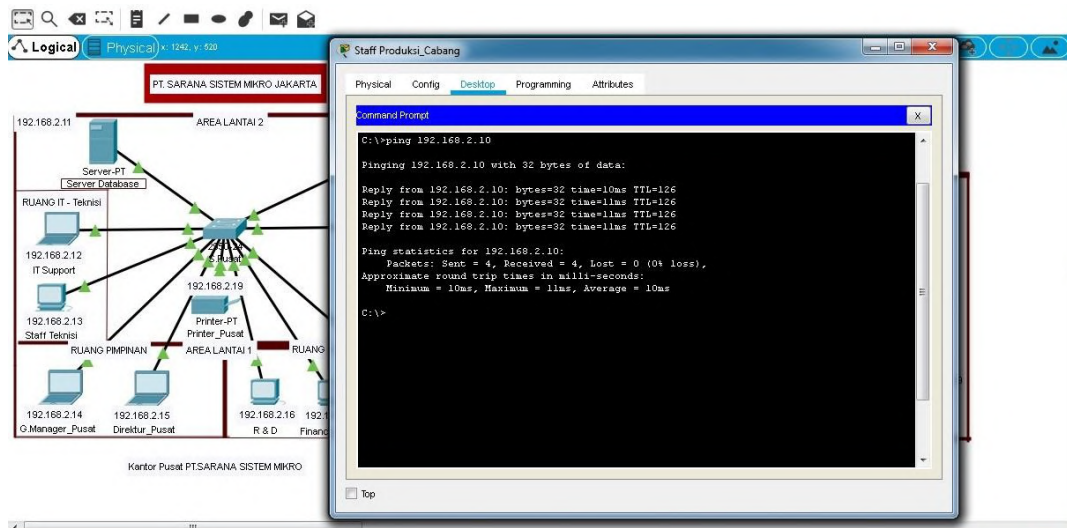 Logical
Physical
x: 1242, y: 520
PT. SARANA SISTEM MIKRO JAKARTA
192.168.2.11
AREA LANTAI 2
Server-PT
Server Database
RUANG IT - Teknisi
192.168.2.12
IT Support
2950-24
S.Pusat
192.168.2.19
Printer-PT
Printer_Pusat
192.168.2.13
Staff Teknisi
RUANG PIMPINAN
AREA LANTAI 1
RUANG
192.168.2.14
G.Manager_Pusat
192.168.2.15
Direktur_Pusat
192.168.2.16
R & D
192.1
Financ
Kantor Pusat PT.SARANA SISTEM MIKRO
Staff Produksi_Cabang
Physical Config Desktop Programming Attributes
Command Prompt
X
C:\>ping 192.168.2.10
Pinging 192.168.2.10 with 32 bytes of data:
Reply from 192.168.2.10: bytes=32 time=10ms TTL=126
Reply from 192.168.2.10: bytes=32 time=11ms TTL=126
Reply from 192.168.2.10: bytes=32 time=11ms TTL=126
Reply from 192.168.2.10: bytes=32 time=11ms TTL=126
Ping statistics for 192.168.2.10:
Packets: Sent = 4, Received = 4, Lost = 0 (0% loss),
Approximate round trip times in milli-seconds:
Minimum = 10ms, Maximum = 11ms, Average = 10ms
C:\>
Top